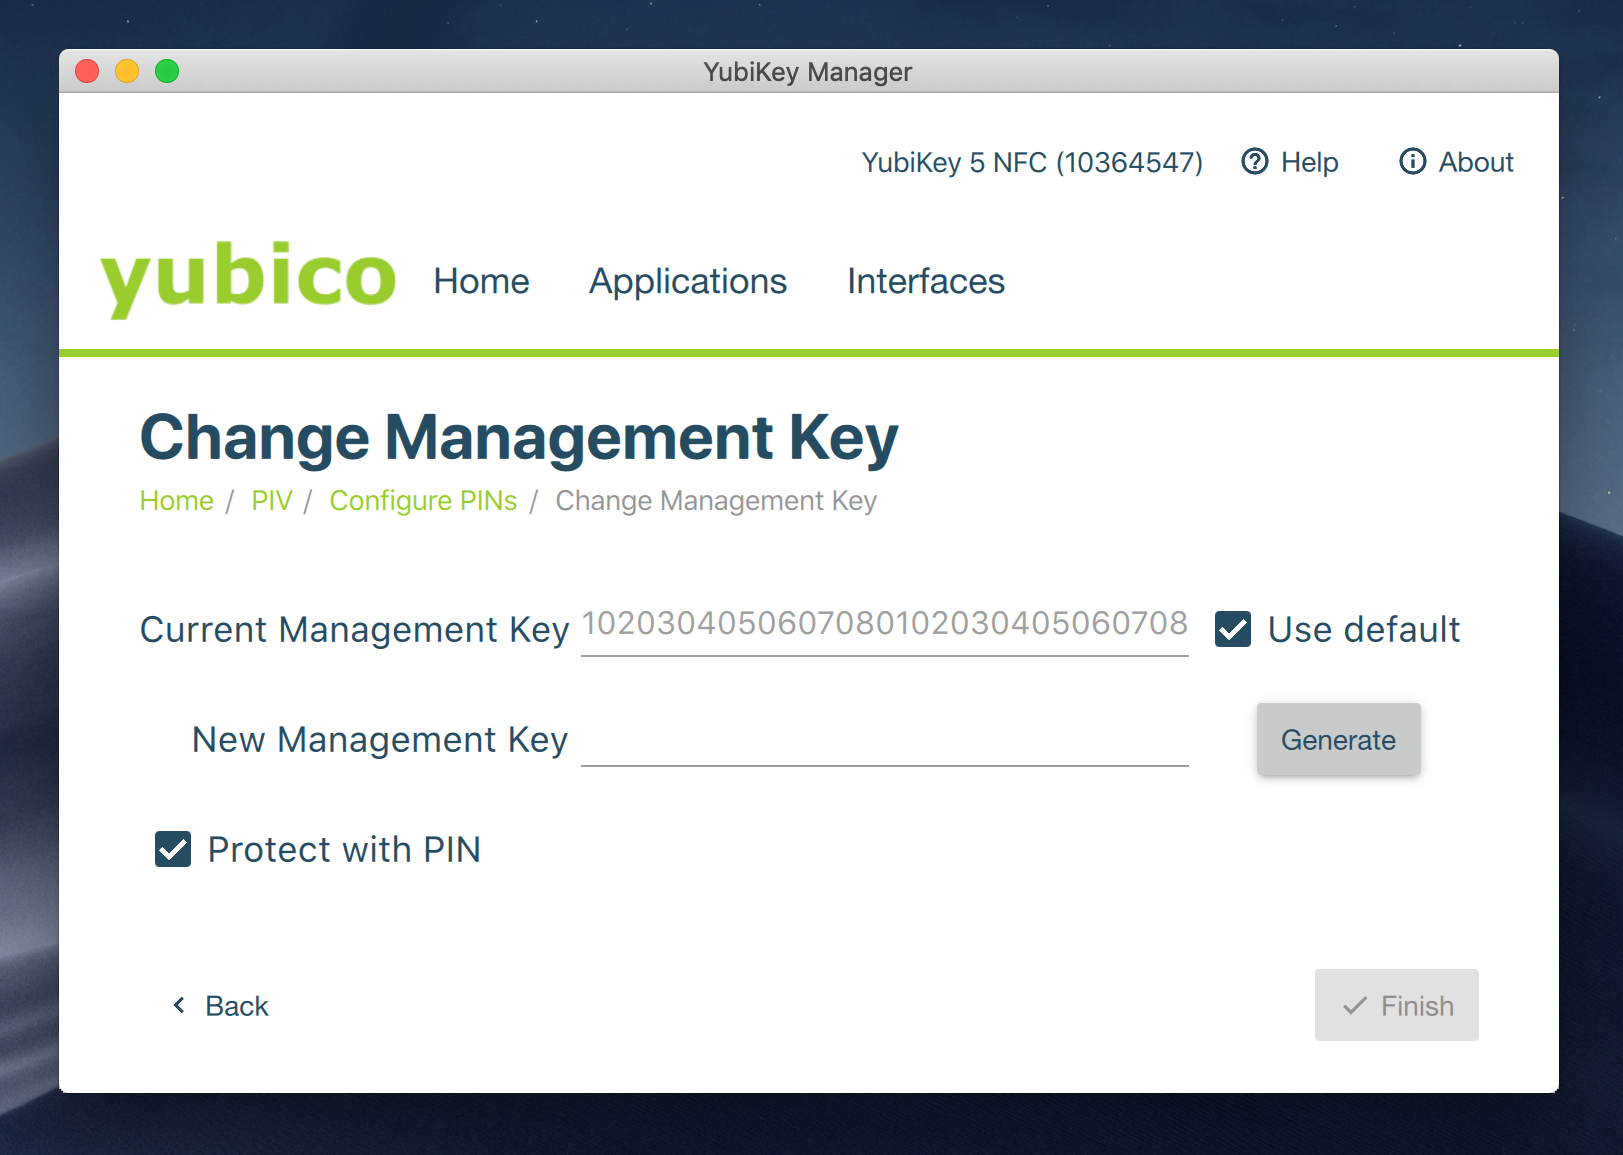 YubiKey Manager
YubiKey 5 NFC (10364547) Help About
yubico Home Applications Interfaces
Change Management Key
Home / PIV / Configure PINs / Change Management Key
Current Management Key 1020304050607080102030405060708 Use default
New Management Key Generate
Protect with PIN
Back Finish